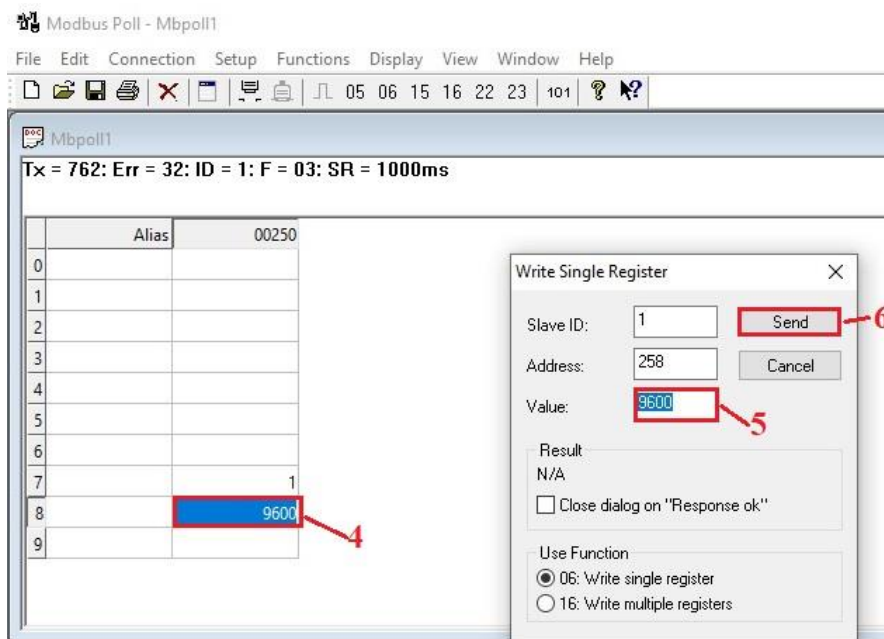 Modbus Poll - Mbpoll1
File Edit Connection Setup Functions Display View Window Help
05 06 15 16 22 23 101
DOC Mbpoll1
Tx = 762: Err = 32: ID = 1: F = 03: SR = 1000ms
Alias 00250
0
1
2
3
4
5
6
7 1
8 9600
9
4
Write Single Register
Slave ID: 1 Send
6
Address: 258 Cancel
Value: 9600
5
Result
N/A
Close dialog on "Response ok"
Use Function
06: Write single register
16: Write multiple registers